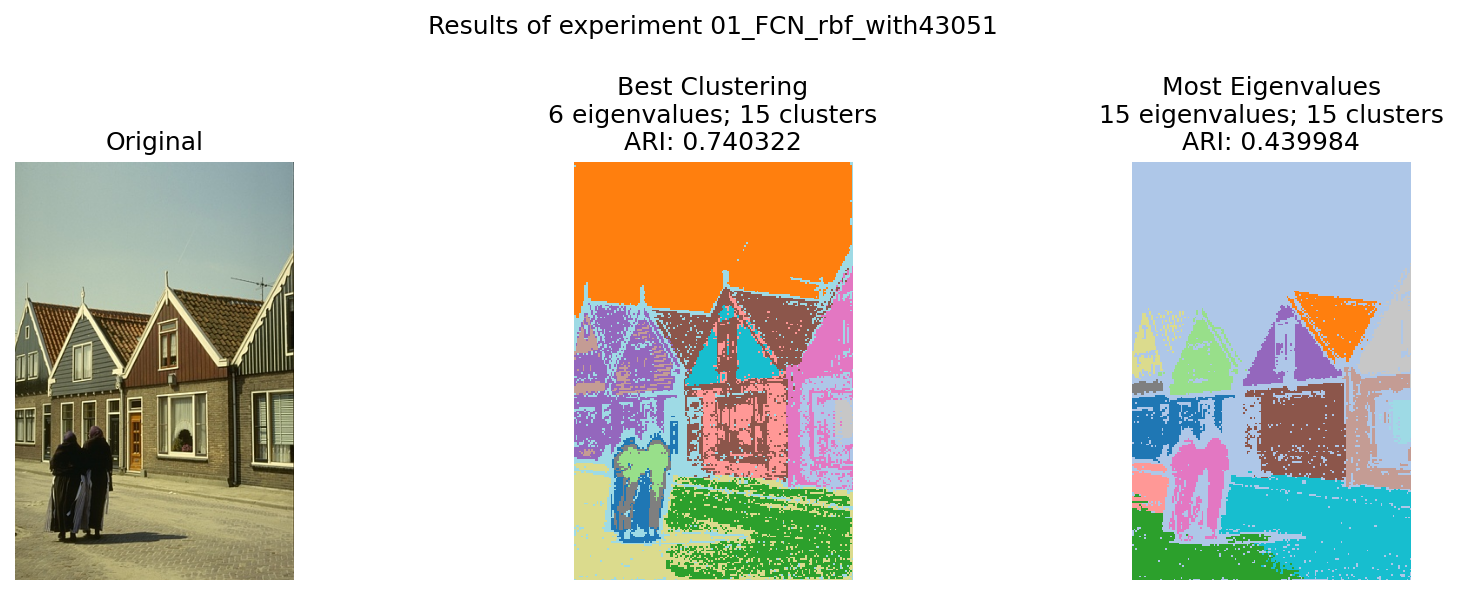 Results of experiment 01_FCN_rbf_with43051
Original
Best Clustering
6 eigenvalues; 15 clusters
ARI: 0.740322
Most Eigenvalues
15 eigenvalues; 15 clusters
ARI: 0.439984